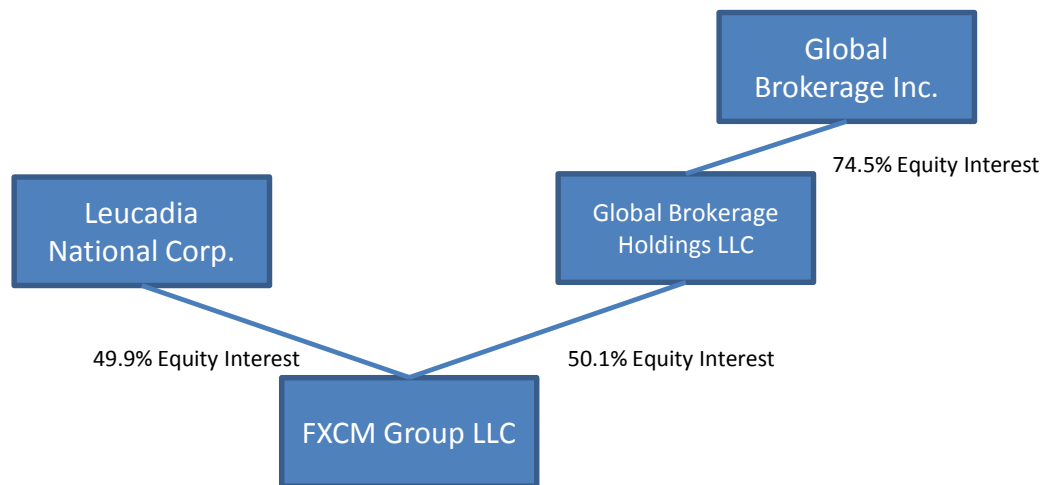 Global
Brokerage Inc.
74.5% Equity Interest
Leucadia
National Corp.
Global Brokerage
Holdings LLC
49.9% Equity Interest
50.1% Equity Interest
FXCM Group LLC